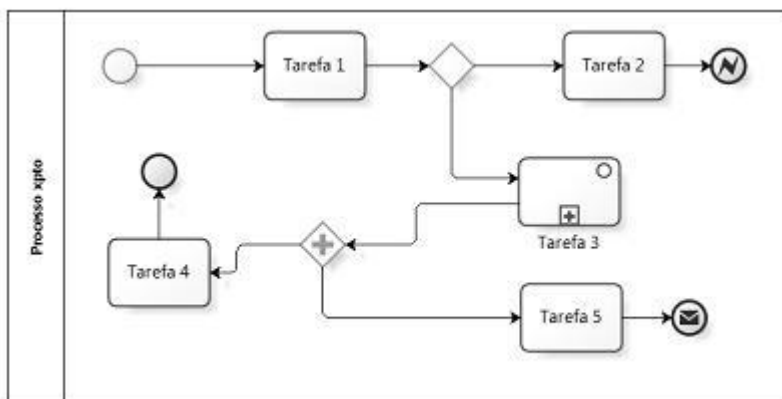 Processo xpto
Tarefa 1
Tarefa 2
Tarefa 3
Tarefa 4
Tarefa 5